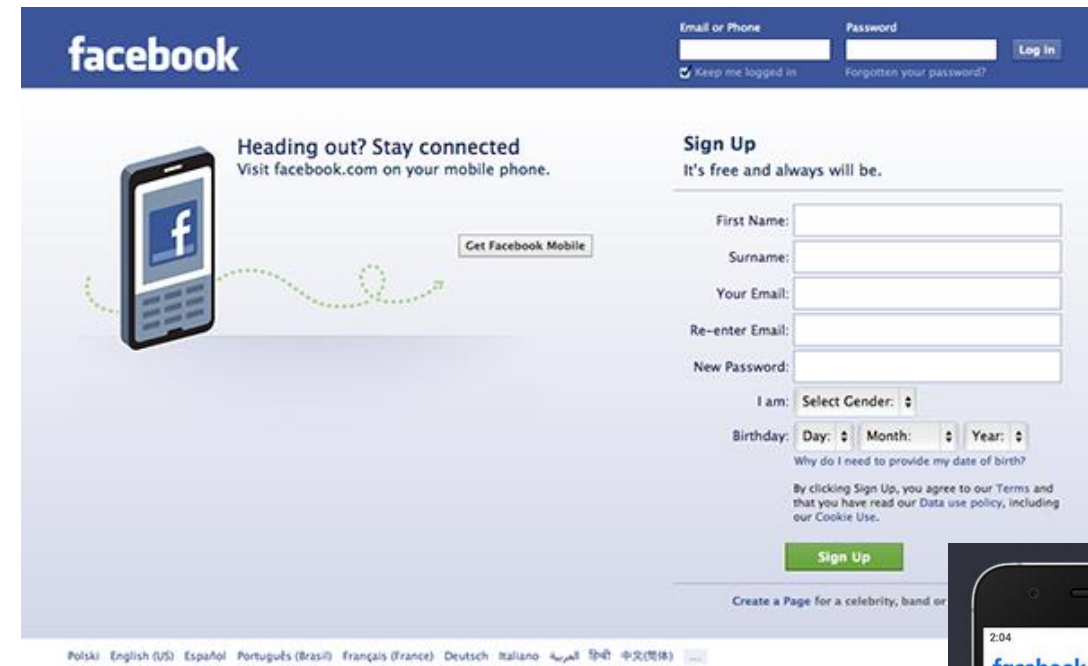 facebook
Email or Phone
Password
Log in
Keep me logged in
Forgotten your password?
Heading out? Stay connected
Visit facebook.com on your mobile phone.
f
Get Facebook Mobile
Sign Up
It's free and always will be.
First Name:
Surname:
Your Email:
Re-enter Email:
New Password:
I am: Select Gender:
Birthday: Day: Month: Year:
Why do I need to provide my date of birth?
By clicking Sign Up, you agree to our Terms and
that you have read our Data use policy, including
our Cookie Use.
Sign Up
Create a Page for a celebrity, band or
Polski English (US) Español Português (Brasil) Français (France) Deutsch Italiano العربية हिन्दी 中文(简体) ...
2:04
facebook